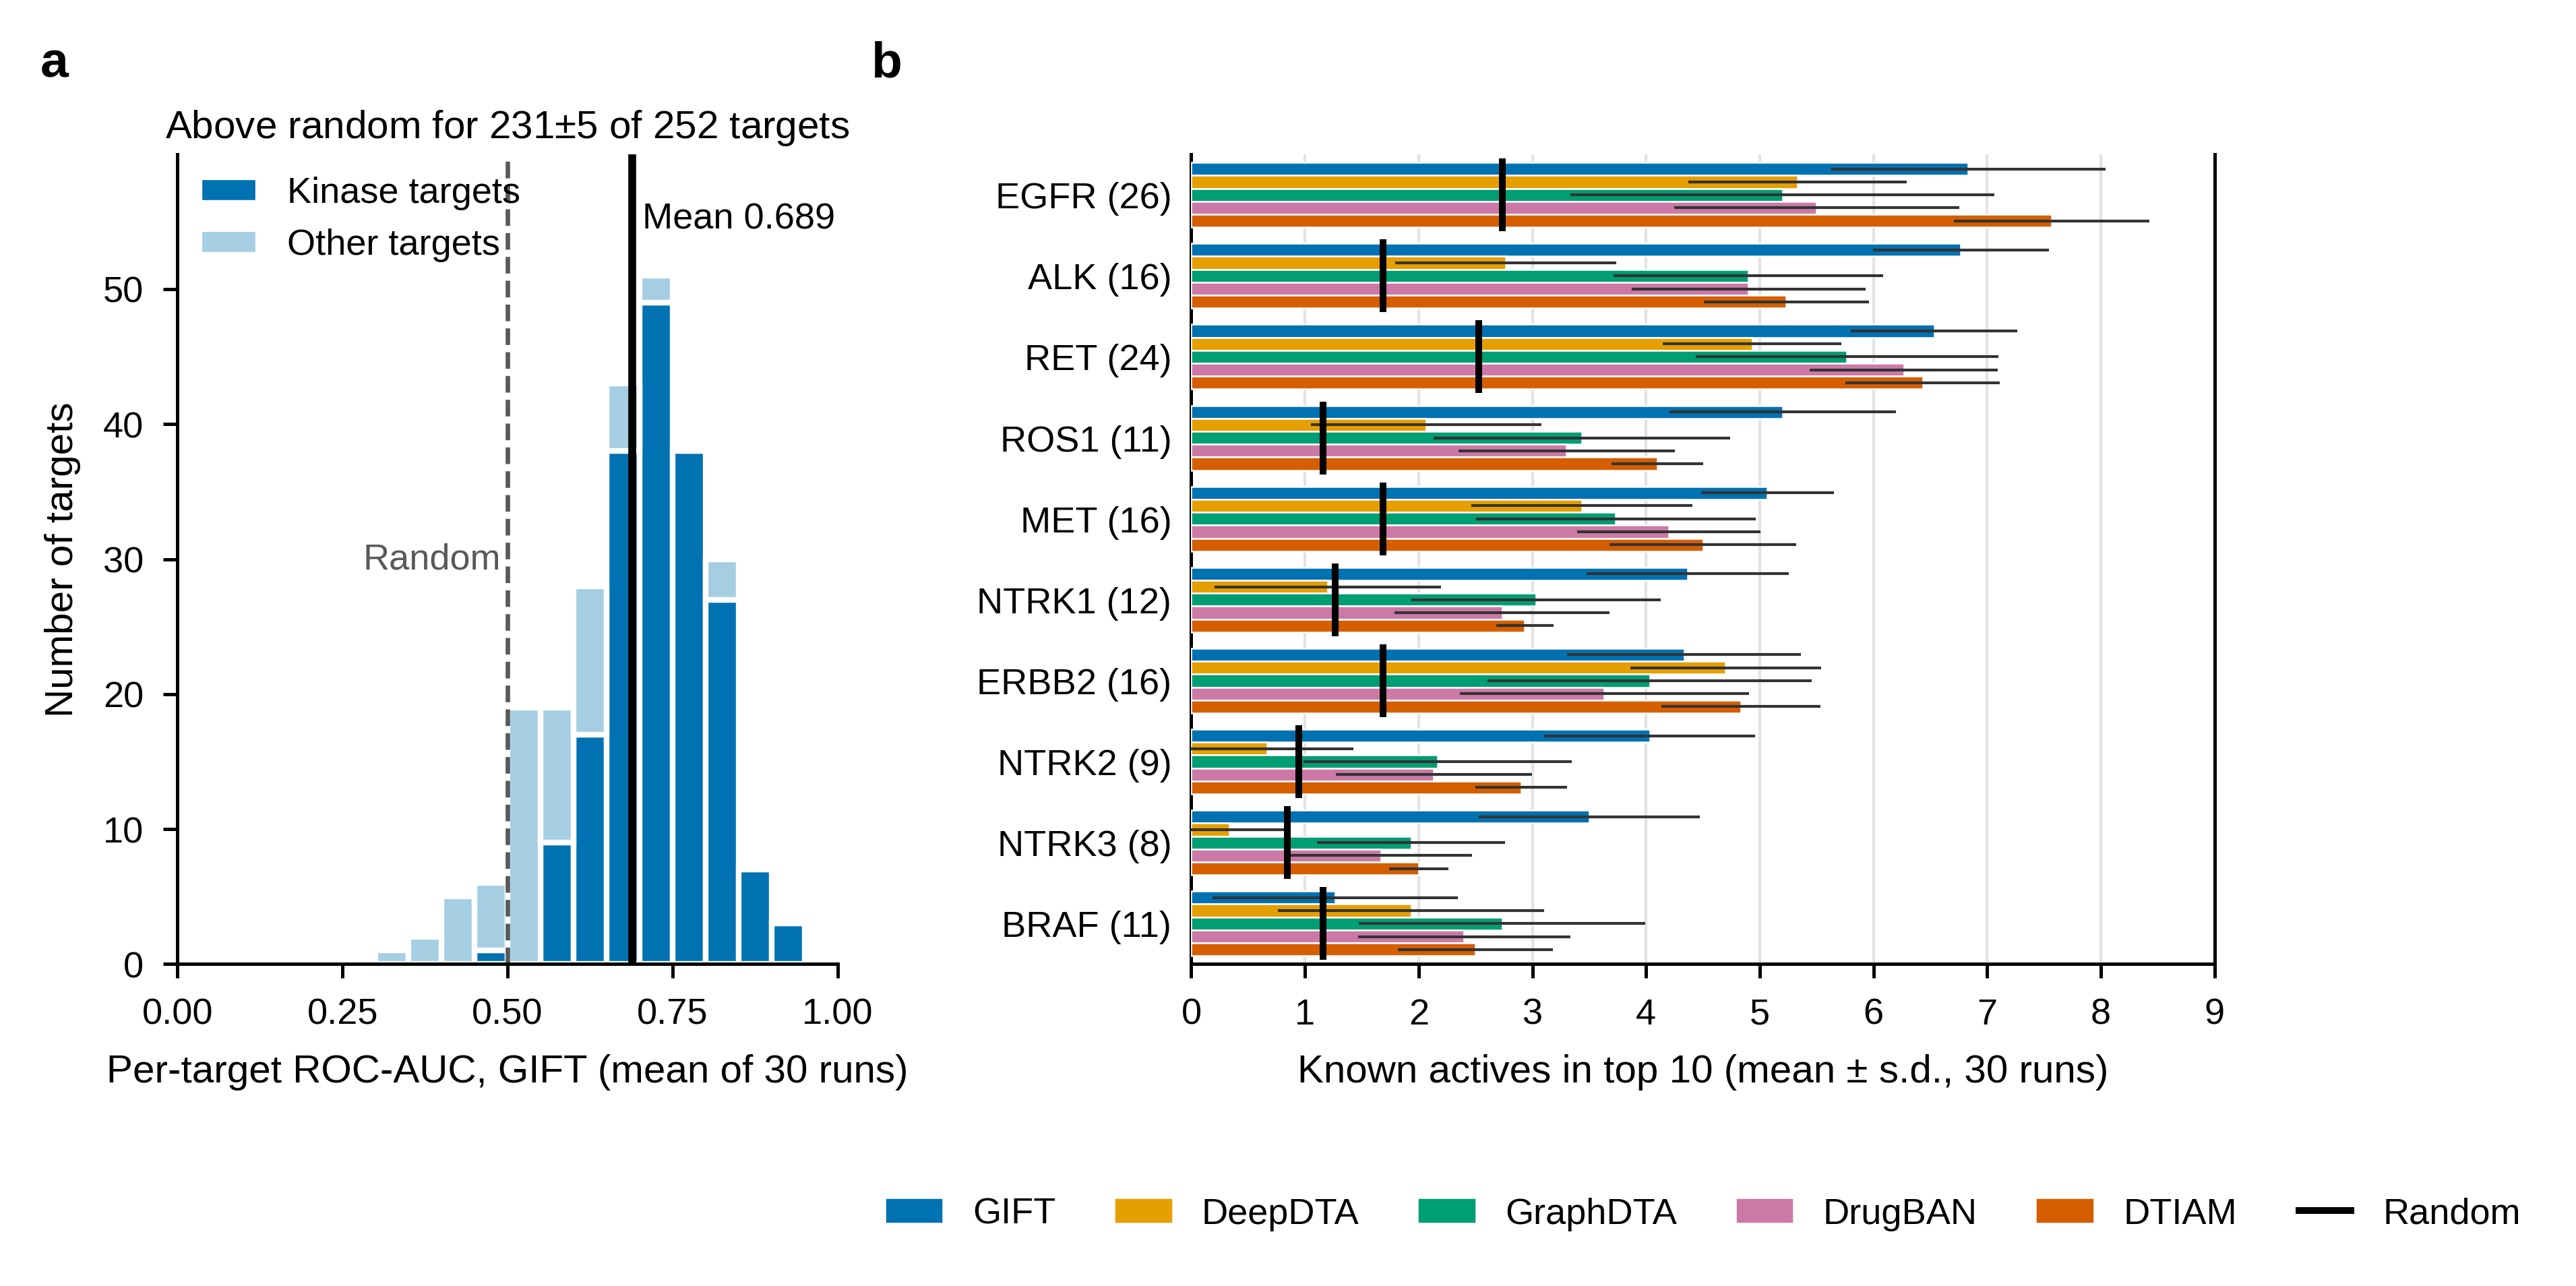 a
b
Above random for 231±5 of 252 targets
Kinase targets
Other targets
Mean 0.689
Random
Number of targets
50
40
30
20
10
0
0.00 0.25 0.50 0.75 1.00
Per-target ROC-AUC, GIFT (mean of 30 runs)
EGFR (26)
ALK (16)
RET (24)
ROS1 (11)
MET (16)
NTRK1 (12)
ERBB2 (16)
NTRK2 (9)
NTRK3 (8)
BRAF (11)
0 1 2 3 4 5 6 7 8 9
Known actives in top 10 (mean ± s.d., 30 runs)
GIFT DeepDTA GraphDTA DrugBAN DTIAM Random